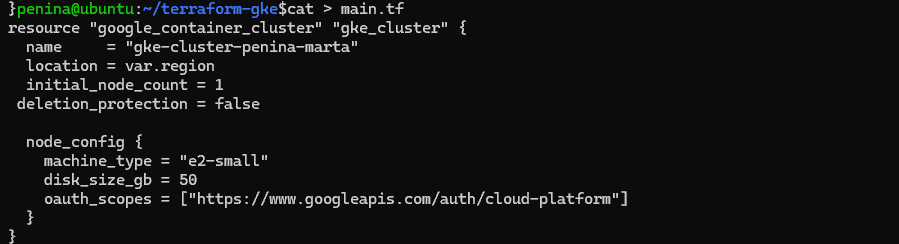 }penina@ubuntu:~/terraform-gke$cat > main.tf
resource "google_container_cluster" "gke_cluster" {
  name     = "gke-cluster-penina-marta"
  location = var.region
  initial_node_count = 1
 deletion_protection = false

  node_config {
    machine_type = "e2-small"
    disk_size_gb = 50
    oauth_scopes = ["https://www.googleapis.com/auth/cloud-platform"]
  }
}